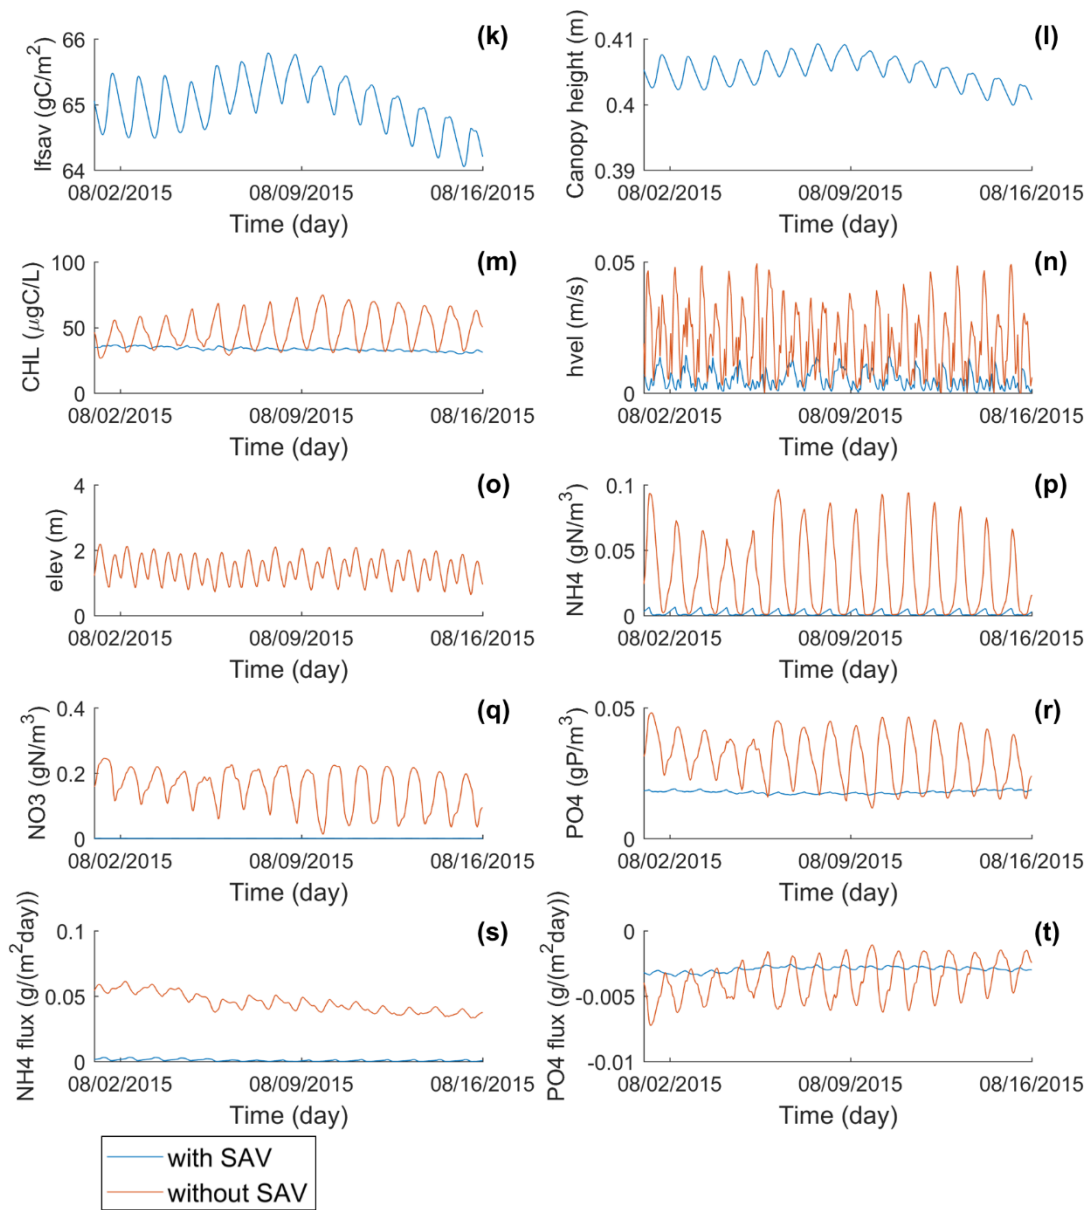 (k)
lfsav (gC/m²)
66
65
64
08/02/2015 08/09/2015 08/16/2015
Time (day)
(l)
Canopy height (m)
0.41
0.4
0.39
08/02/2015 08/09/2015 08/16/2015
Time (day)
(m)
CHL (μgC/L)
100
50
0
08/02/2015 08/09/2015 08/16/2015
Time (day)
(n)
hvel (m/s)
0.05
0
08/02/2015 08/09/2015 08/16/2015
Time (day)
(o)
elev (m)
4
2
0
08/02/2015 08/09/2015 08/16/2015
Time (day)
(p)
NH4 (gN/m³)
0.1
0.05
0
08/02/2015 08/09/2015 08/16/2015
Time (day)
(q)
NO3 (gN/m³)
0.4
0.2
0
08/02/2015 08/09/2015 08/16/2015
Time (day)
(r)
PO4 (gP/m³)
0.05
0
08/02/2015 08/09/2015 08/16/2015
Time (day)
(s)
NH4 flux (g/(m²day))
0.1
0.05
0
08/02/2015 08/09/2015 08/16/2015
Time (day)
(t)
PO4 flux (g/(m²day))
0
-0.005
-0.01
08/02/2015 08/09/2015 08/16/2015
Time (day)
with SAV
without SAV